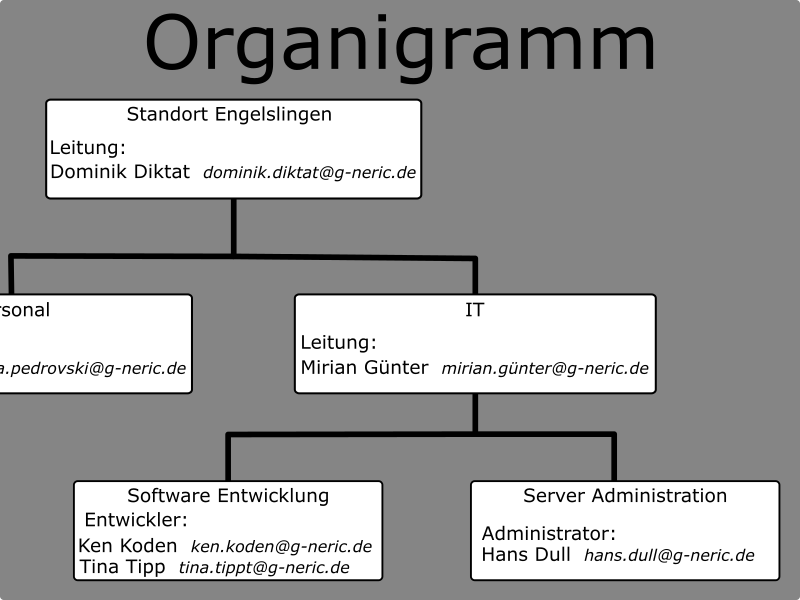 Organigramm
Standort Engelslingen
Leitung:
Dominik Diktat dominik.diktat@g-neric.de
rsonal
a.pedrovski@g-neric.de
IT
Leitung:
Mirian Günter mirian.günter@g-neric.de
Software Entwicklung
Entwickler:
Ken Koden ken.koden@g-neric.de
Tina Tipp tina.tippt@g-neric.de
Server Administration
Administrator:
Hans Dull hans.dull@g-neric.de